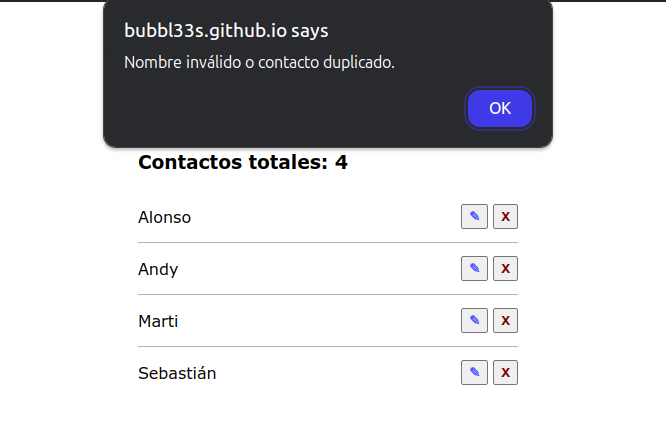 bubbl33s.github.io says
Nombre inválido o contacto duplicado.
OK
Contactos totales: 4
Alonso ✎ X
Andy ✎ X
Marti ✎ X
Sebastián ✎ X